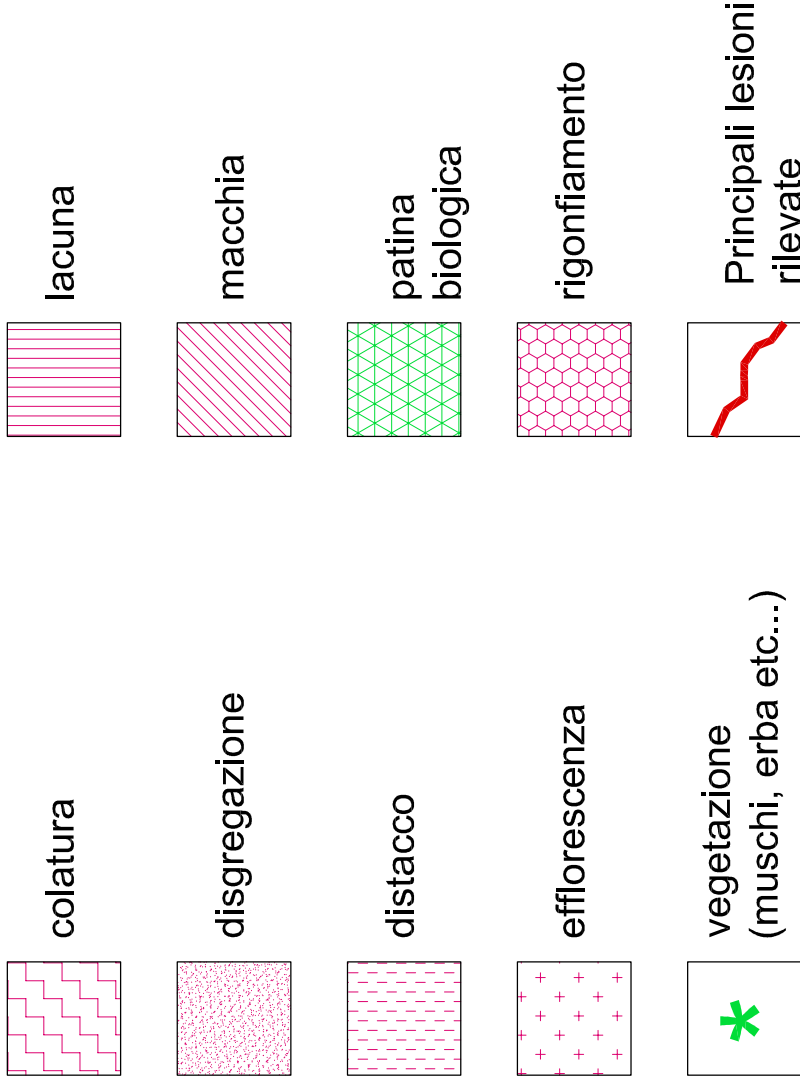 colatura
disgregazione
distacco
efflorescenza
vegetazione
(muschi, erba etc...)
lacuna
macchia
patina
biologica
rigonfiamento
Principali lesioni
rilevate